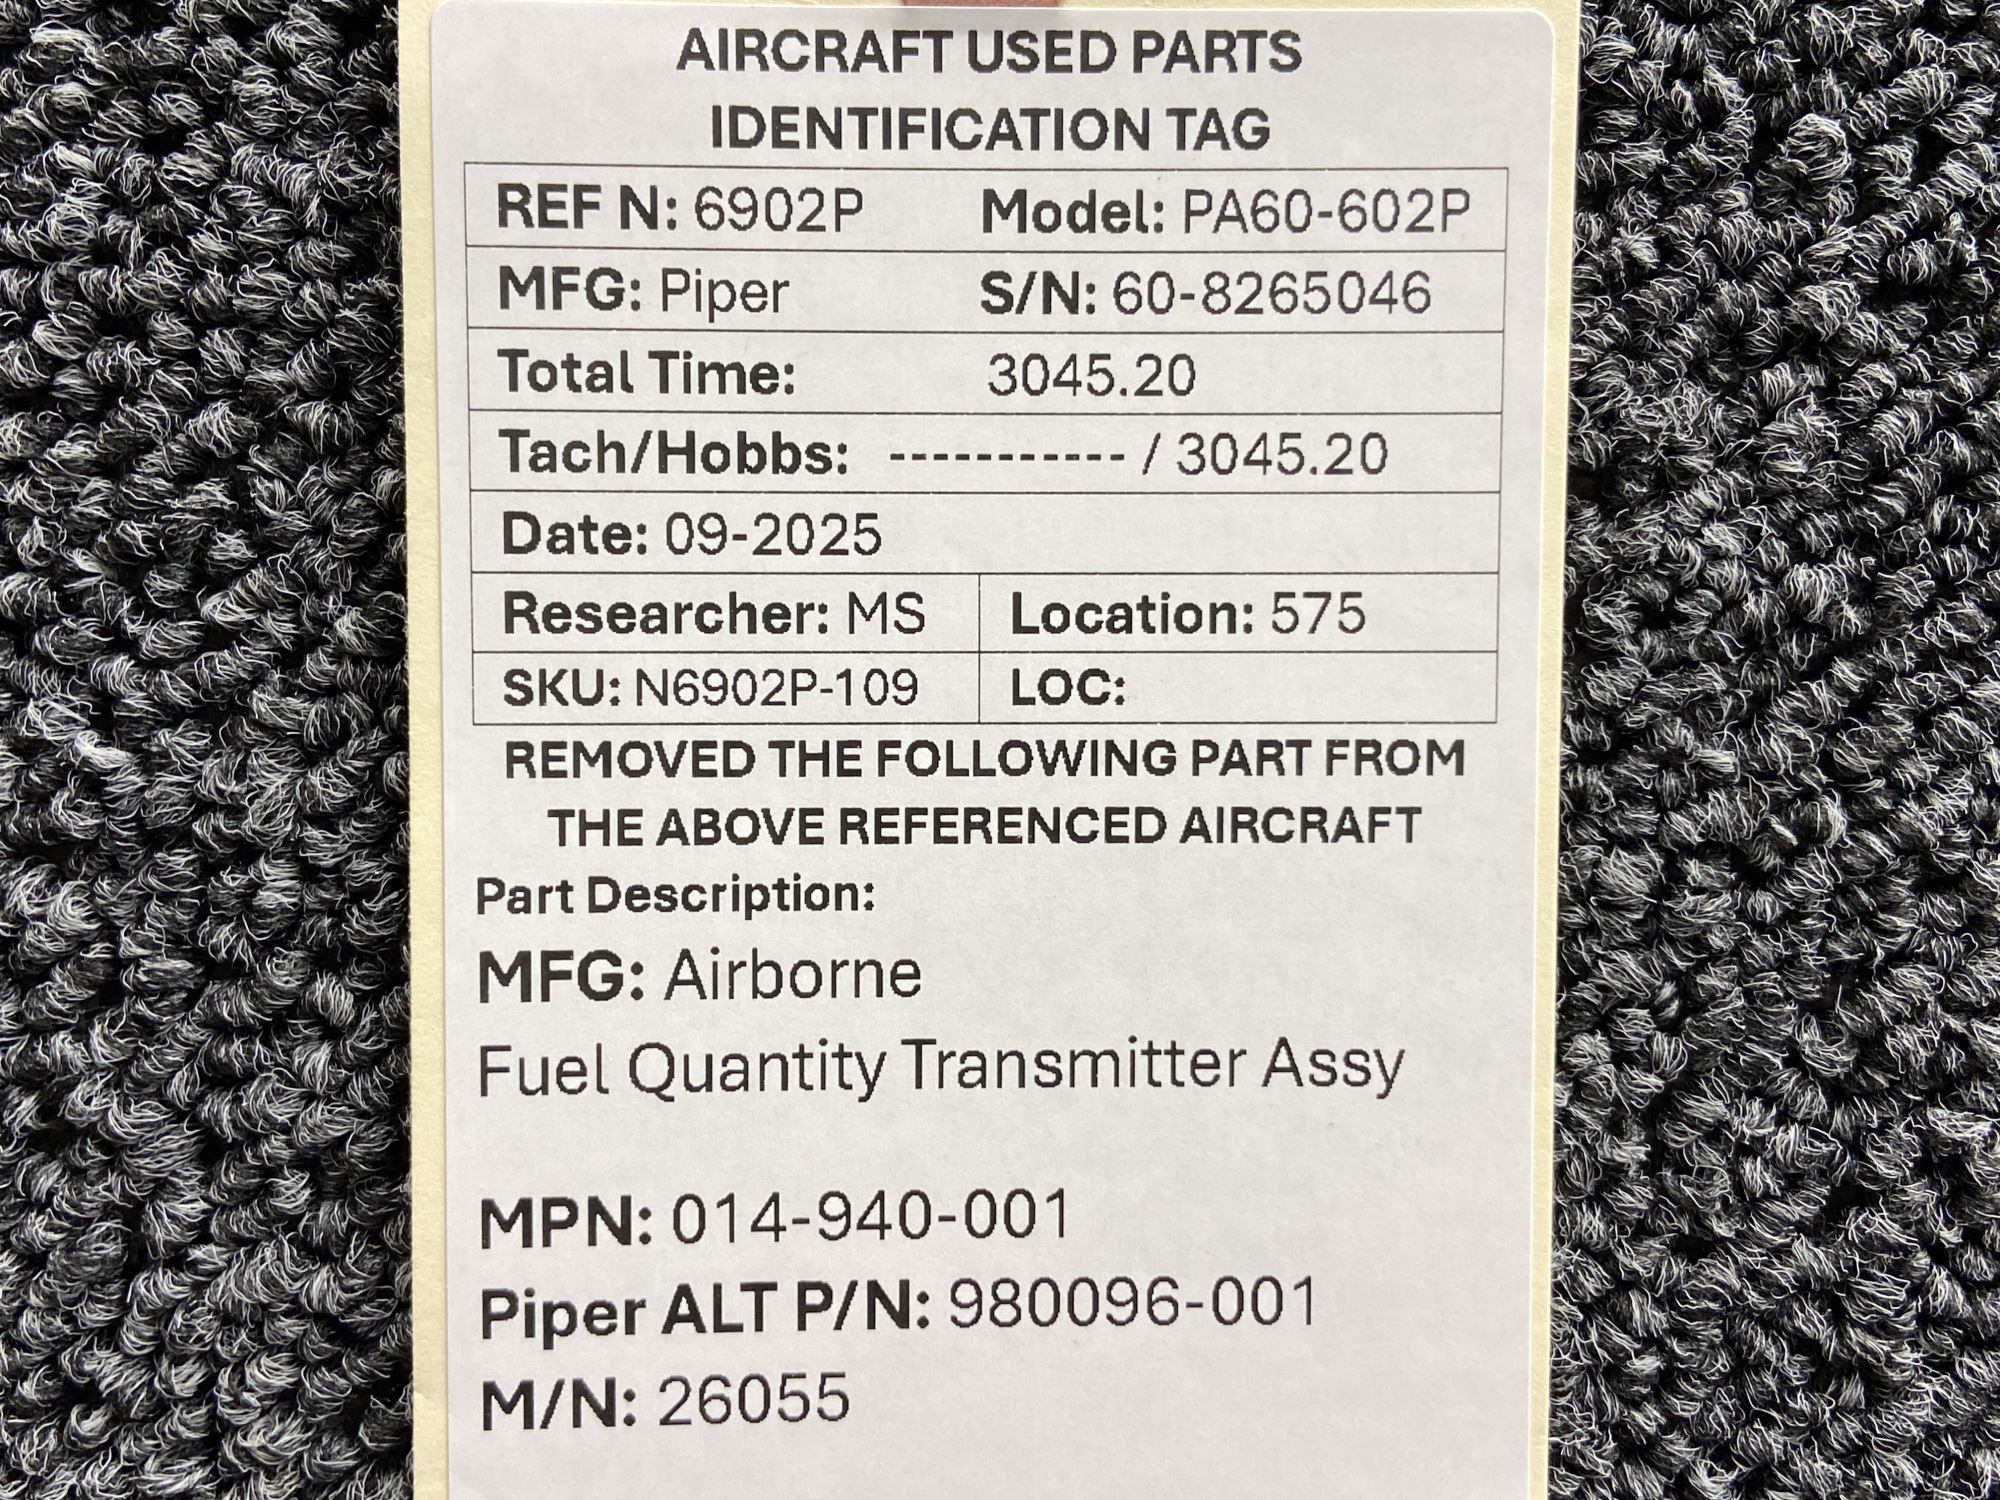 AIRCRAFT USED PARTS
IDENTIFICATION TAG
REF N: 6902P Model: PA60-602P
MFG: Piper S/N: 60-8265046
Total Time: 3045.20
Tach/Hobbs: ----------- / 3045.20
Date: 09-2025
Researcher: MS Location: 575
SKU: N6902P-109 LOC:
REMOVED THE FOLLOWING PART FROM
THE ABOVE REFERENCED AIRCRAFT
Part Description:
MFG: Airborne
Fuel Quantity Transmitter Assy
MPN: 014-940-001
Piper ALT P/N: 980096-001
M/N: 26055